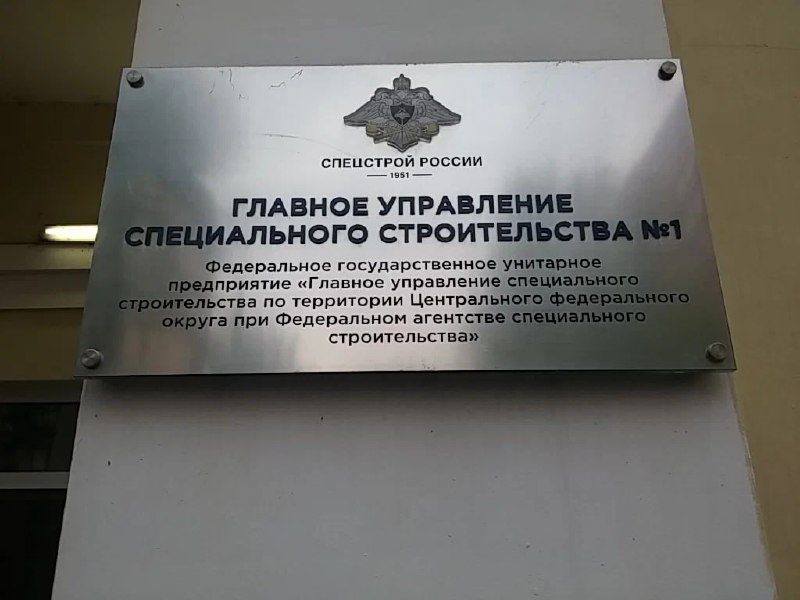 СПЕЦСТРОЙ РОССИИ
1951
ГЛАВНОЕ УПРАВЛЕНИЕ
СПЕЦИАЛЬНОГО СТРОИТЕЛЬСТВА №1
Федеральное государственное унитарное
предприятие «Главное управление специального
строительства по территории Центрального федерального
округа при Федеральном агентстве специального
строительства»